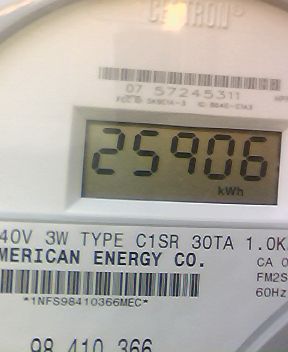 CENTRON®
07 57245311
25906
kWh
40V 3W TYPE C1SR 30TA 1.0K
MERICAN ENERGY CO.
CA 0
FM2S
60Hz
*1NFS98410366MEC*
98 410 366